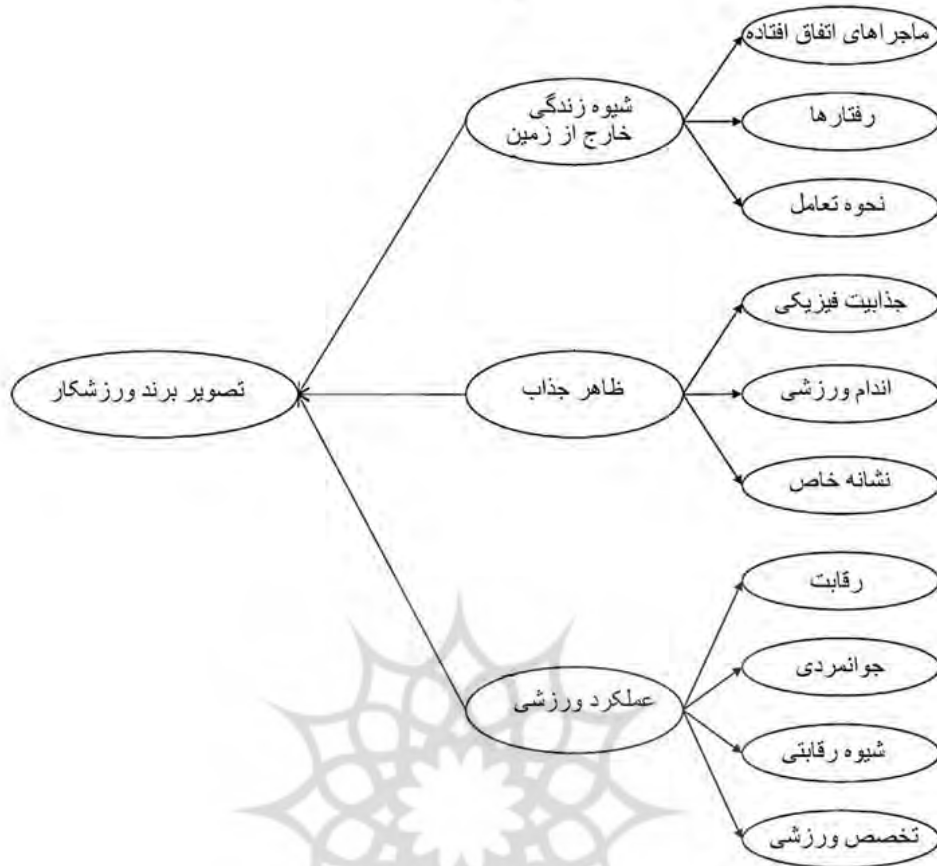 ماجراهای اتفاق افتاده
شیوه زندگی
خارج از زمین
رفتارها
نحوه تعامل
جذابیت فیزیکی
تصویر برند ورزشکار
ظاهر جذاب
اندام ورزشی
نشانه خاص
رقابت
جوانمردی
عملکرد ورزشی
شیوه رقابتی
تخصص ورزشی